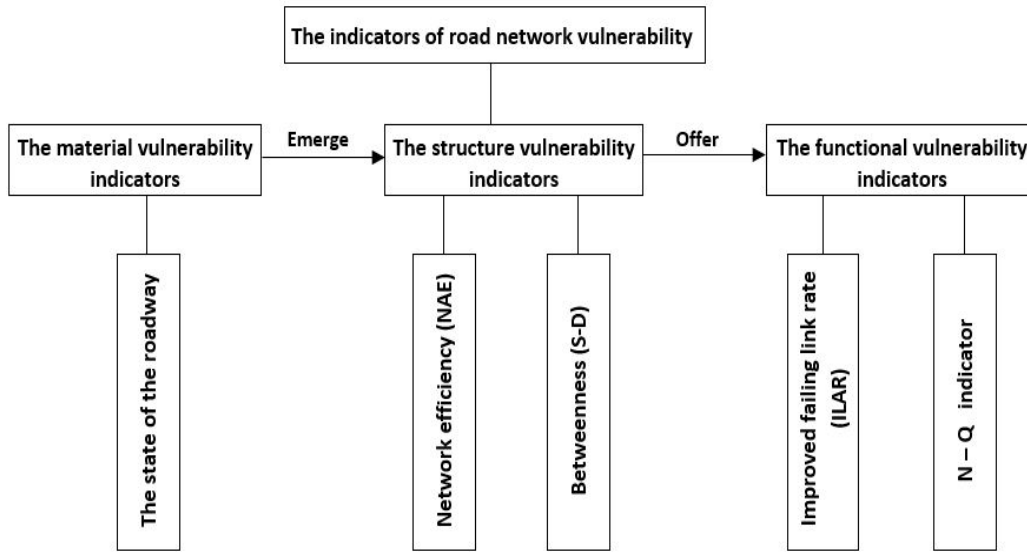 The indicators of road network vulnerability
The material vulnerability
indicators
Emerge
The structure vulnerability
indicators
Offer
The functional vulnerability
indicators
The state of the roadway
Network efficiency (NAE)
Betweenness (S-D)
Improved failing link rate
(ILAR)
N – Q indicator